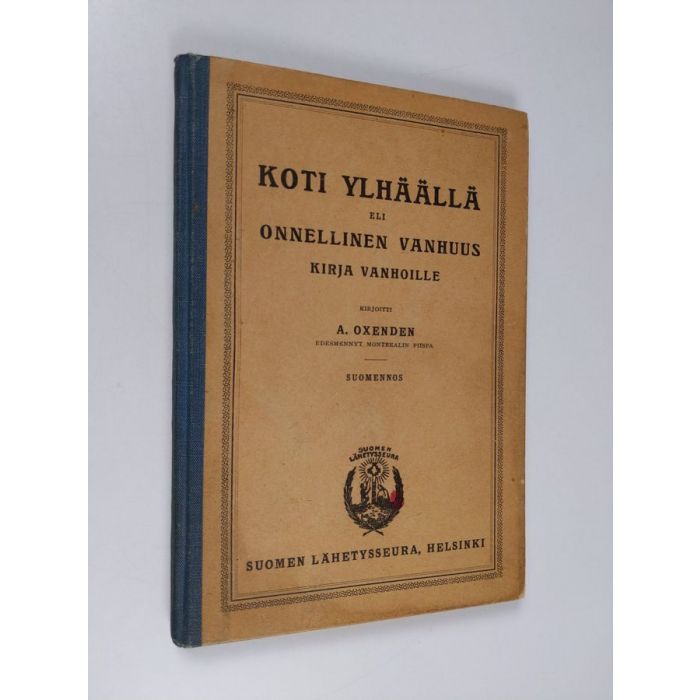 KOTI YLHÄÄLLÄ
ELI
ONNELLINEN VANHUUS
KIRJA VANHOILLE
KIRJOITTI
A. OXENDEN
EDESMENNYT MONTREALIN PIISPA
SUOMENNOS
SUOMEN
LÄHETYSSEURA
SUOMEN LÄHETYSSEURA, HELSINKI